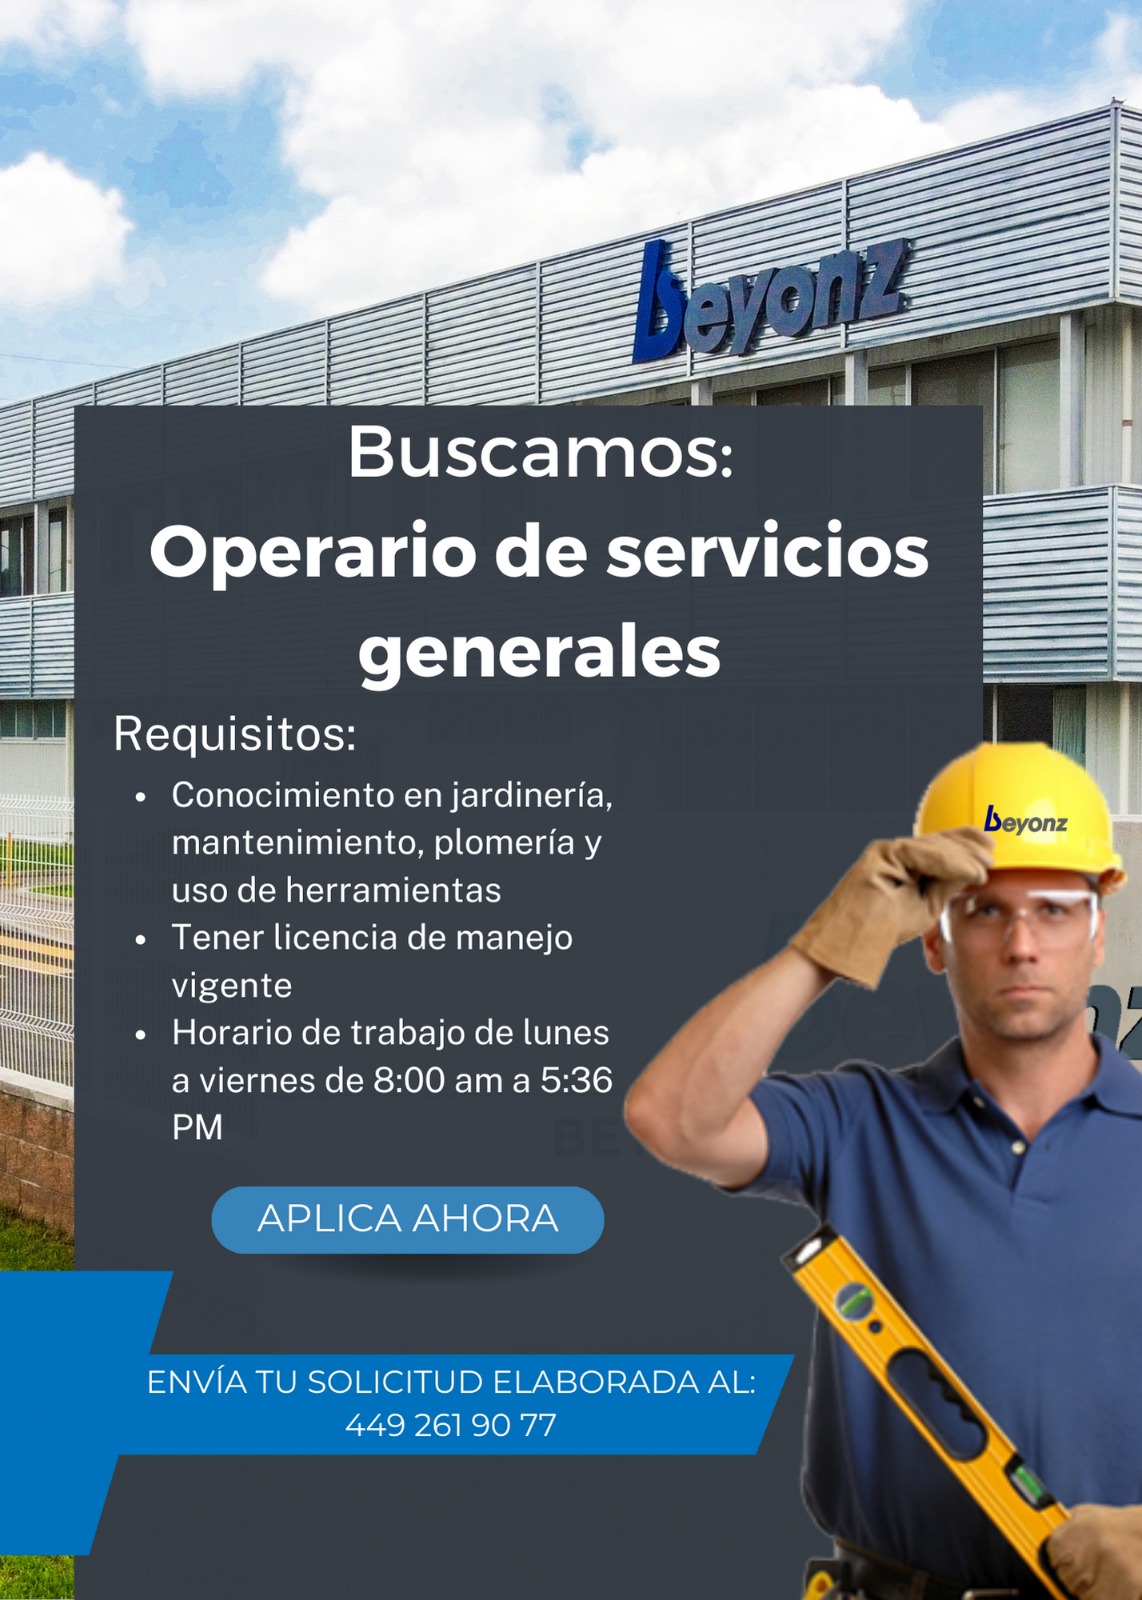 beyonz
Buscamos:
Operario de servicios
generales
Requisitos:
• Conocimiento en jardinería,
mantenimiento, plomería y
uso de herramientas
• Tener licencia de manejo
vigente
• Horario de trabajo de lunes
a viernes de 8:00 am a 5:36
PM
beyonz
APLICA AHORA
ENVÍA TU SOLICITUD ELABORADA AL:
449 261 90 77